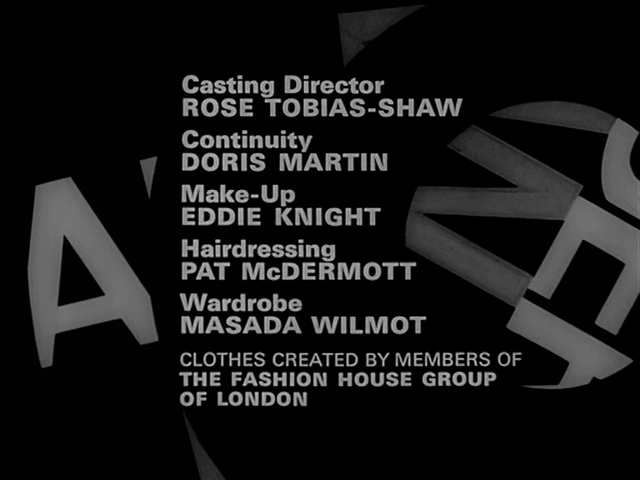 Casting Director
ROSE TOBIAS-SHAW
Continuity
DORIS MARTIN
Make-Up
EDDIE KNIGHT
Hairdressing
PAT McDERMOTT
Wardrobe
MASADA WILMOT
CLOTHES CREATED BY MEMBERS OF
THE FASHION HOUSE GROUP
OF LONDON